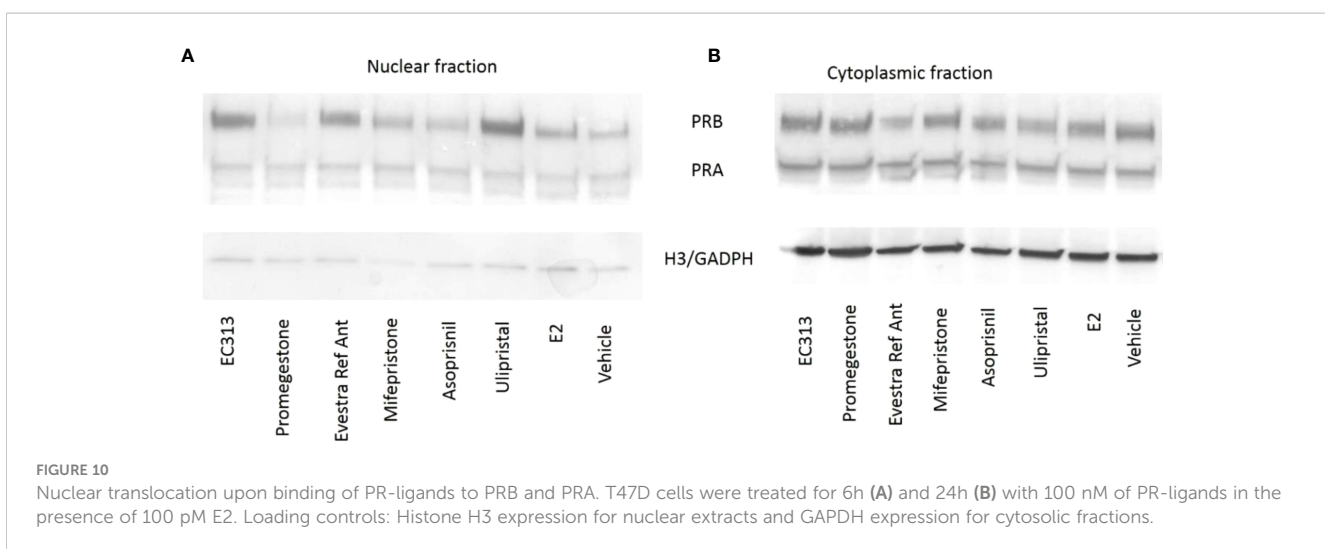 A
Nuclear fraction
B
Cytoplasmic fraction
PRB
PRA
H3/GADPH
EC313
Promegestone
Evestra Ref Ant
Mifepristone
Asoprisnil
Ulipristal
E2
Vehicle
EC313
Promegestone
Evestra Ref Ant
Mifepristone
Asoprisnil
Ulipristal
E2
Vehicle
FIGURE 10
Nuclear translocation upon binding of PR-ligands to PRB and PRA. T47D cells were treated for 6h (A) and 24h (B) with 100 nM of PR-ligands in the
presence of 100 pM E2. Loading controls: Histone H3 expression for nuclear extracts and GAPDH expression for cytosolic fractions.